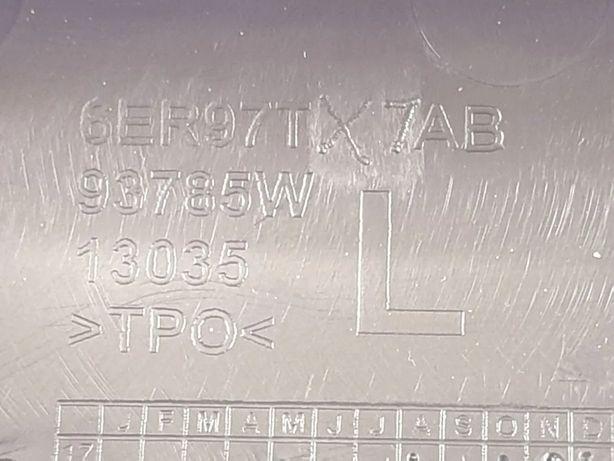 6ER97TX7AB
93785W
13035
L
>TPO<
J F M A M J J A S O N D
17